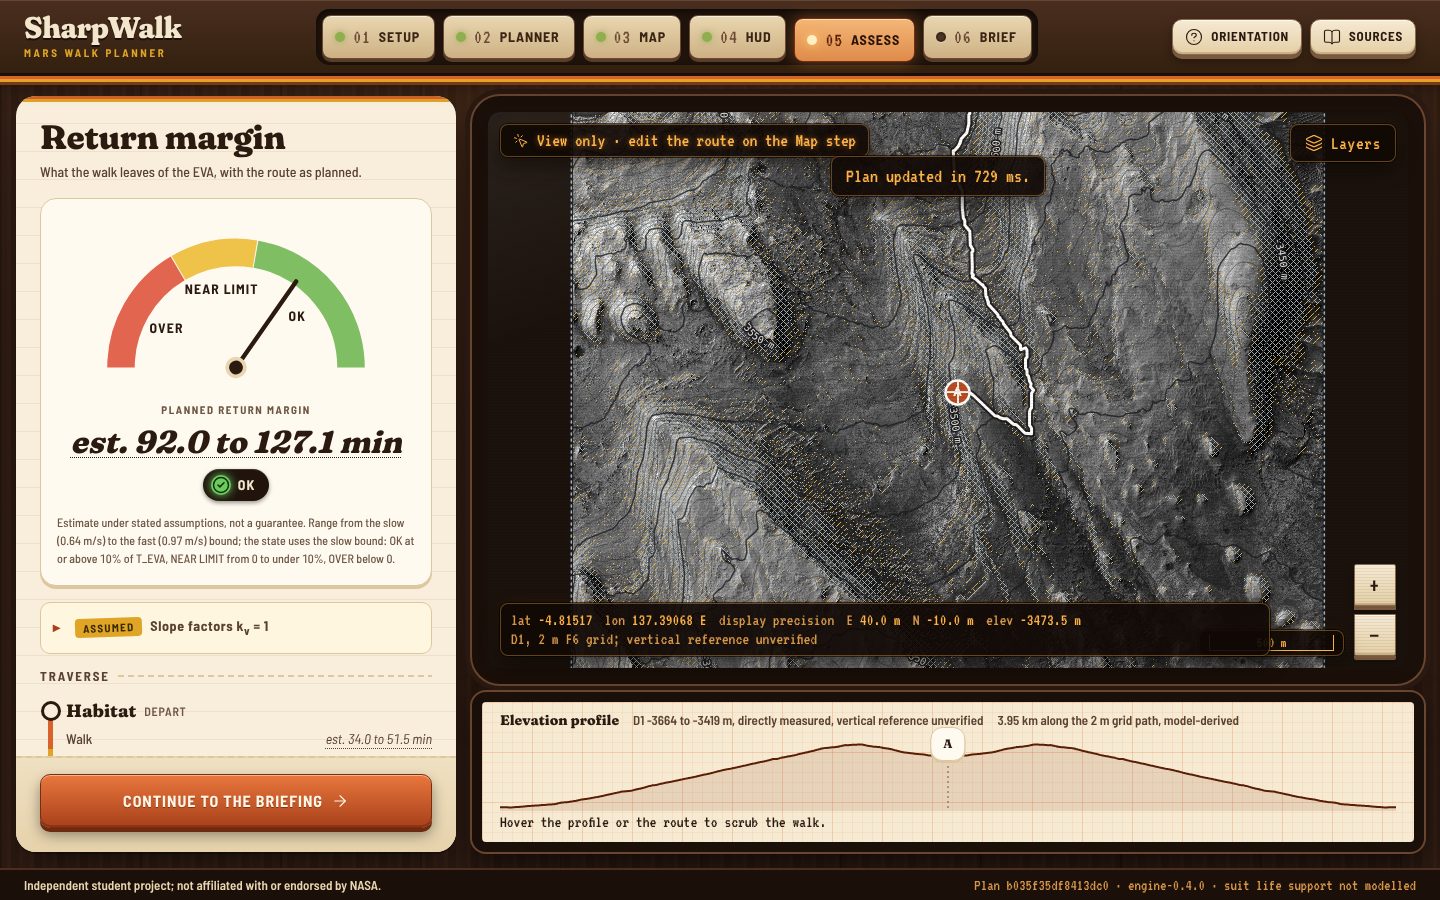 SharpWalk
MARS WALK PLANNER
01 SETUP
02 PLANNER
03 MAP
04 HUD
05 ASSESS
06 BRIEF
ORIENTATION
SOURCES
Return margin
What the walk leaves of the EVA, with the route as planned.
NEAR LIMIT
OVER
OK
PLANNED RETURN MARGIN
est. 92.0 to 127.1 min
OK
Estimate under stated assumptions, not a guarantee. Range from the slow
(0.64 m/s) to the fast (0.97 m/s) bound; the state uses the slow bound: OK at
or above 10% of T_EVA, NEAR LIMIT from 0 to under 10%, OVER below 0.
▸ ASSUMED Slope factors kv = 1
TRAVERSE
Habitat DEPART
Walk est. 34.0 to 51.5 min
CONTINUE TO THE BRIEFING →
View only · edit the route on the Map step
Plan updated in 729 ms.
Layers
3500 m
+
−
lat -4.81517 lon 137.39068 E display precision E 40.0 m N -10.0 m elev -3473.5 m
D1, 2 m F6 grid; vertical reference unverified
Elevation profile D1 -3664 to -3419 m, directly measured, vertical reference unverified 3.95 km along the 2 m grid path, model-derived
A
Hover the profile or the route to scrub the walk.
Independent student project; not affiliated with or endorsed by NASA.
Plan b035f35df8413dc0 · engine-0.4.0 · suit life support not modelled